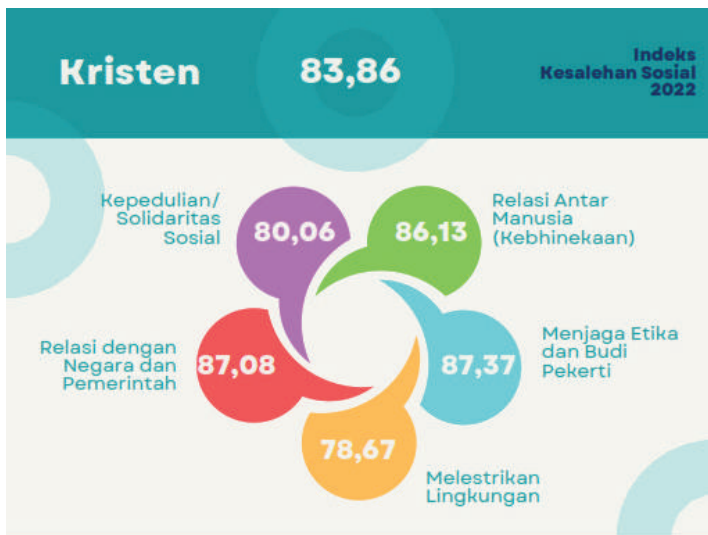 Kristen
83,86
Indeks
Kesalehan Sosial
2022
Kepedulian/
Solidaritas
Sosial
80,06
86,13
Relasi Antar
Manusia
(Kebhinekaan)
Relasi dengan
Negara dan
Pemerintah
87,08
87,37
Menjaga Etika
dan Budi
Pekerti
78,67
Melestrikan
Lingkungan